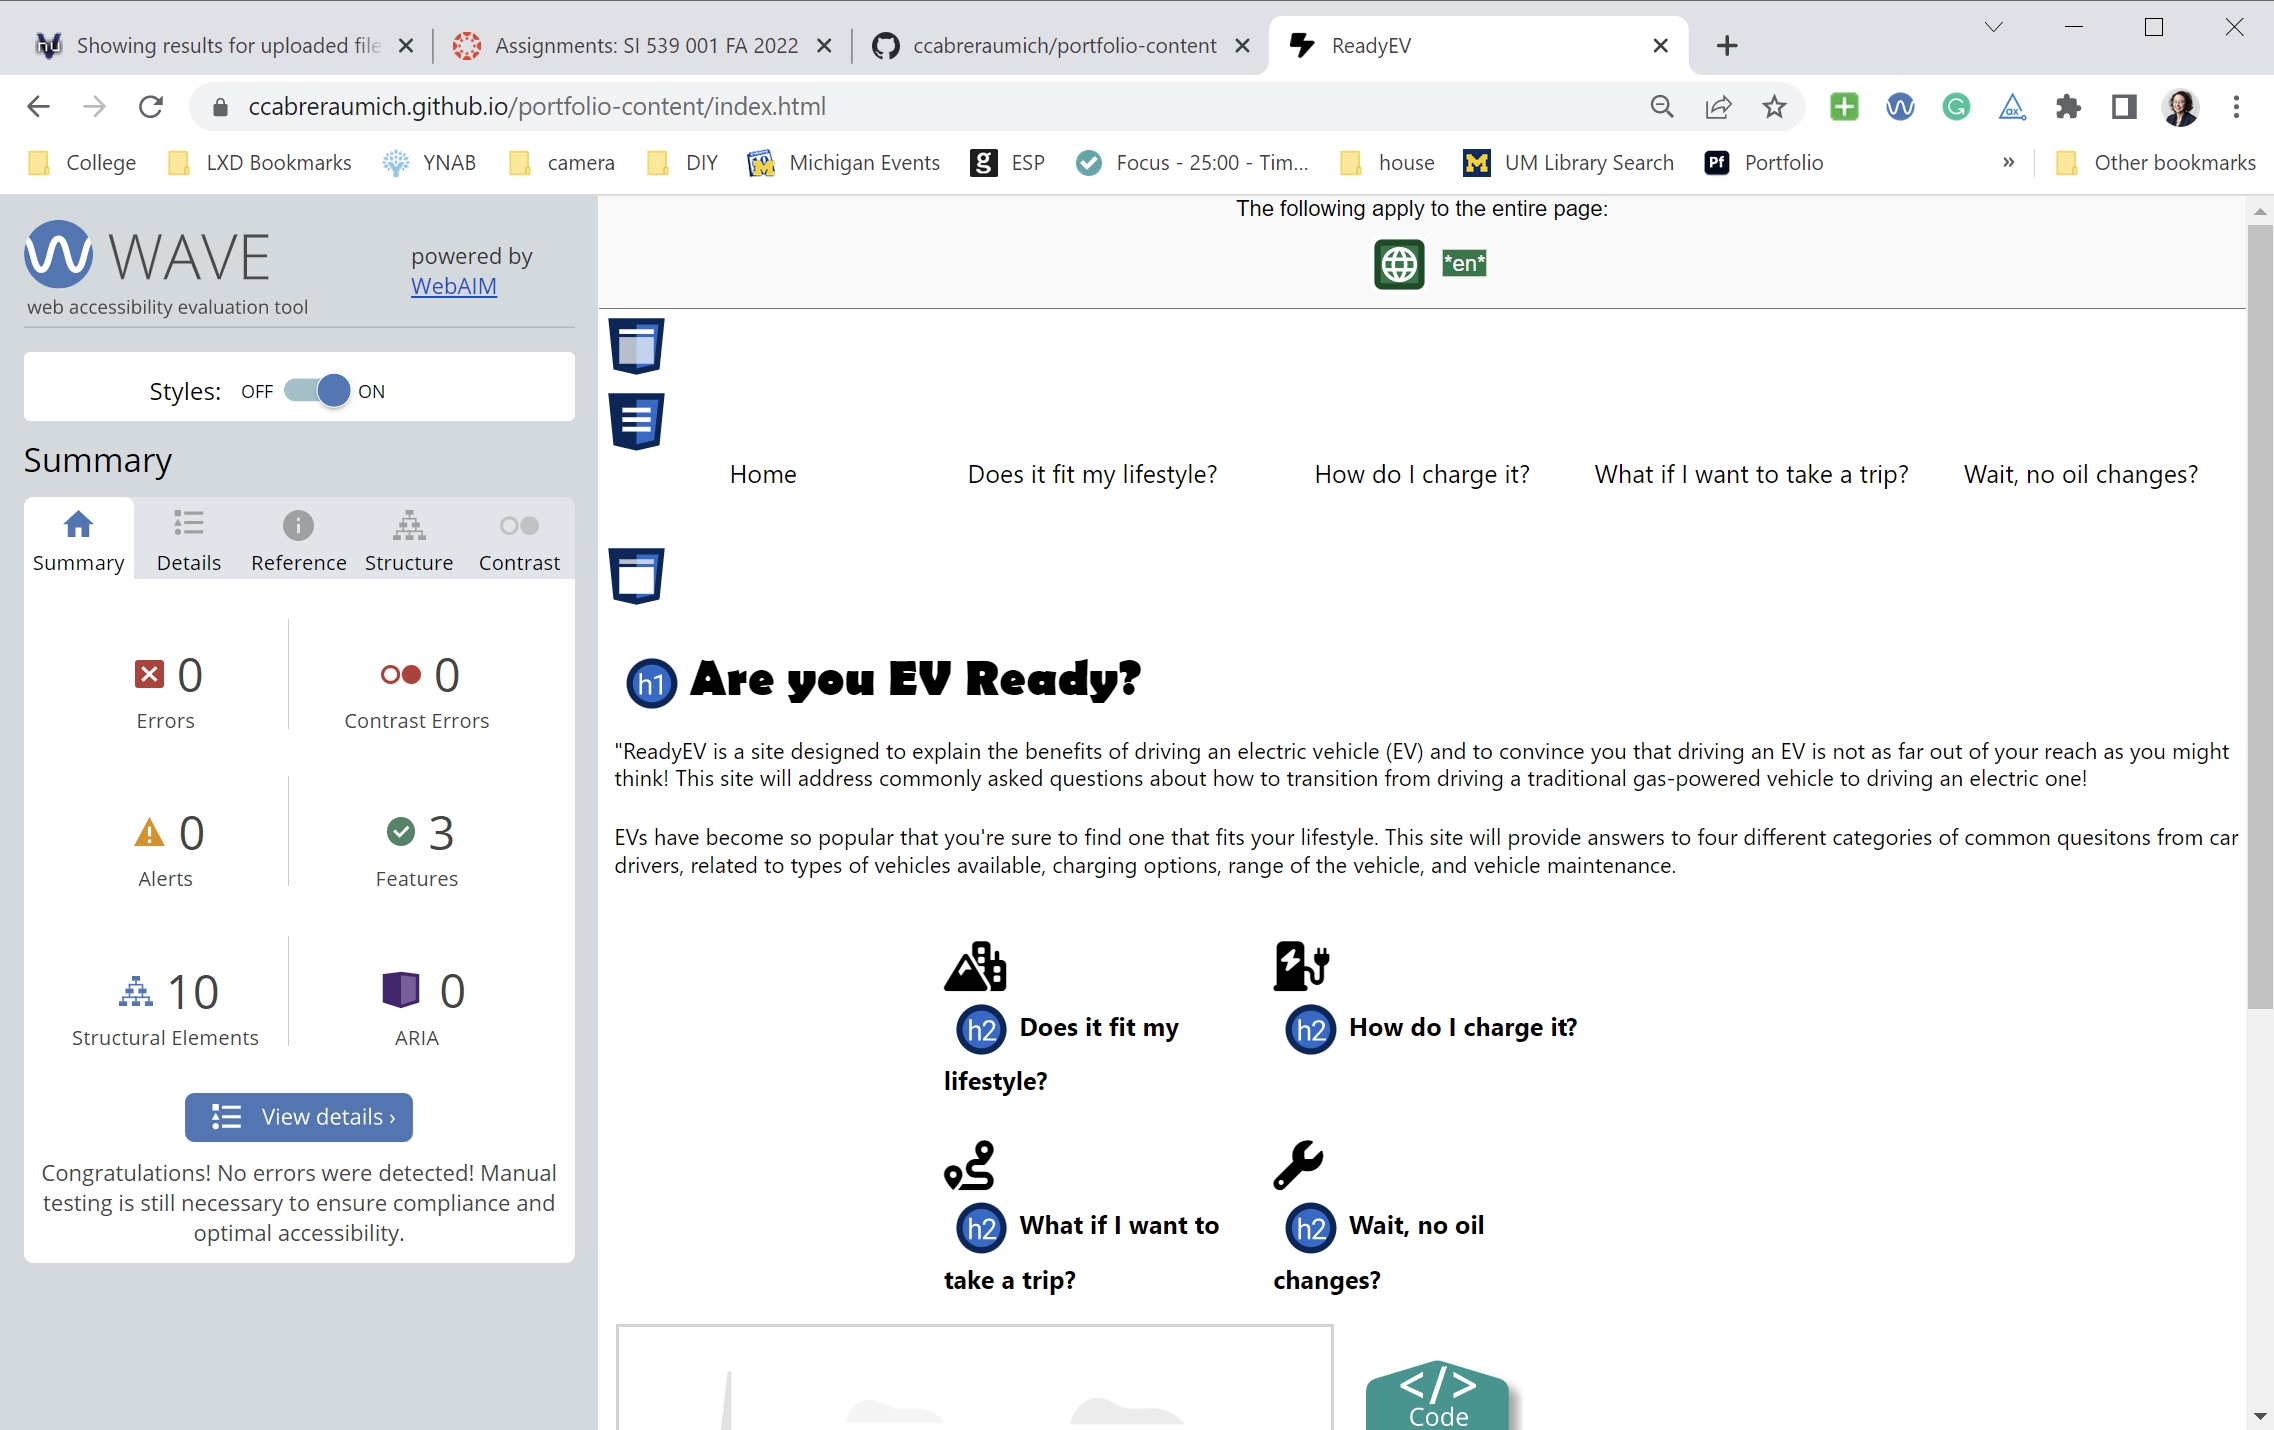 Showing results for uploaded file
Assignments: SI 539 001 FA 2022
ccabreraumich/portfolio-content
ReadyEV
ccabreraumich.github.io/portfolio-content/index.html
College
LXD Bookmarks
YNAB
camera
DIY
Michigan Events
ESP
Focus - 25:00 - Tim...
house
UM Library Search
Portfolio
»
Other bookmarks
WAVE
web accessibility evaluation tool
powered by
WebAIM
Styles: OFF ON
Summary
Summary Details Reference Structure Contrast
0
Errors
0
Contrast Errors
0
Alerts
3
Features
10
Structural Elements
0
ARIA
View details ›
Congratulations! No errors were detected! Manual
testing is still necessary to ensure compliance and
optimal accessibility.
The following apply to the entire page:
*en*
Home
Does it fit my lifestyle?
How do I charge it?
What if I want to take a trip?
Wait, no oil changes?
h1 Are you EV Ready?
"ReadyEV is a site designed to explain the benefits of driving an electric vehicle (EV) and to convince you that driving an EV is not as far out of your reach as you might
think! This site will address commonly asked questions about how to transition from driving a traditional gas-powered vehicle to driving an electric one!
EVs have become so popular that you're sure to find one that fits your lifestyle. This site will provide answers to four different categories of common quesitons from car
drivers, related to types of vehicles available, charging options, range of the vehicle, and vehicle maintenance.
h2 Does it fit my
lifestyle?
h2 How do I charge it?
h2 What if I want to
take a trip?
h2 Wait, no oil
changes?
</>
Code